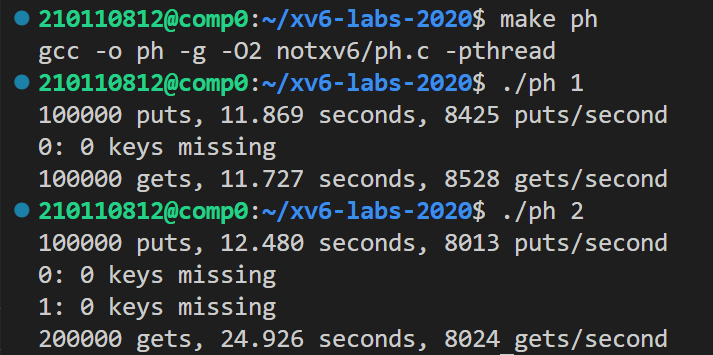 210110812@comp0:~/xv6-labs-2020$ make ph
gcc -o ph -g -O2 notxv6/ph.c -pthread
210110812@comp0:~/xv6-labs-2020$ ./ph 1
100000 puts, 11.869 seconds, 8425 puts/second
0: 0 keys missing
100000 gets, 11.727 seconds, 8528 gets/second
210110812@comp0:~/xv6-labs-2020$ ./ph 2
100000 puts, 12.480 seconds, 8013 puts/second
0: 0 keys missing
1: 0 keys missing
200000 gets, 24.926 seconds, 8024 gets/second